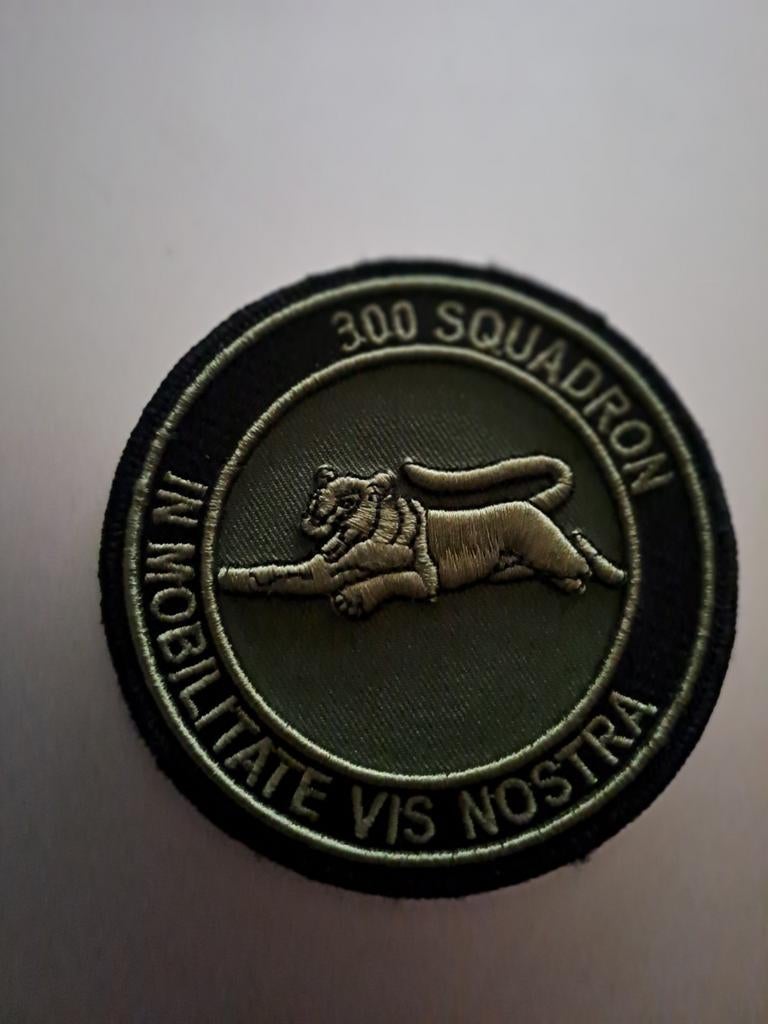 300 SQUADRON
IN MOBILITATE VIS NOSTRA